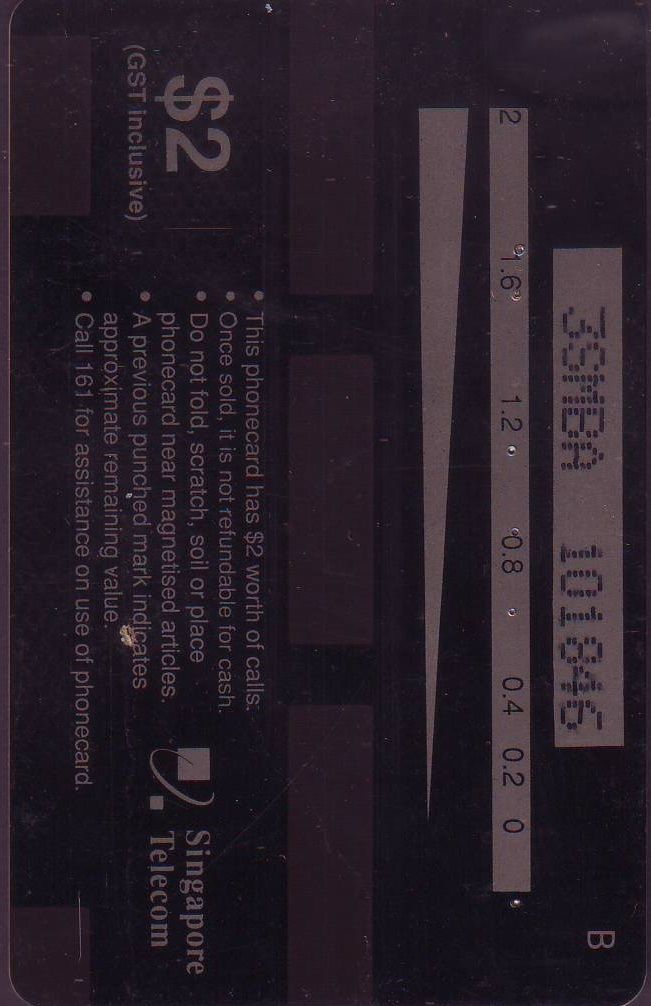 3SMBA 101845
B
2 1.6 1.2 0.8 0.4 0.2 0
$2
(GST inclusive)
• This phonecard has $2 worth of calls.
• Once sold, it is not refundable for cash.
• Do not fold, scratch, soil or place
phonecard near magnetised articles.
• A previous punched mark indicates
approximate remaining value.
• Call 161 for assistance on use of phonecard.
Singapore
Telecom